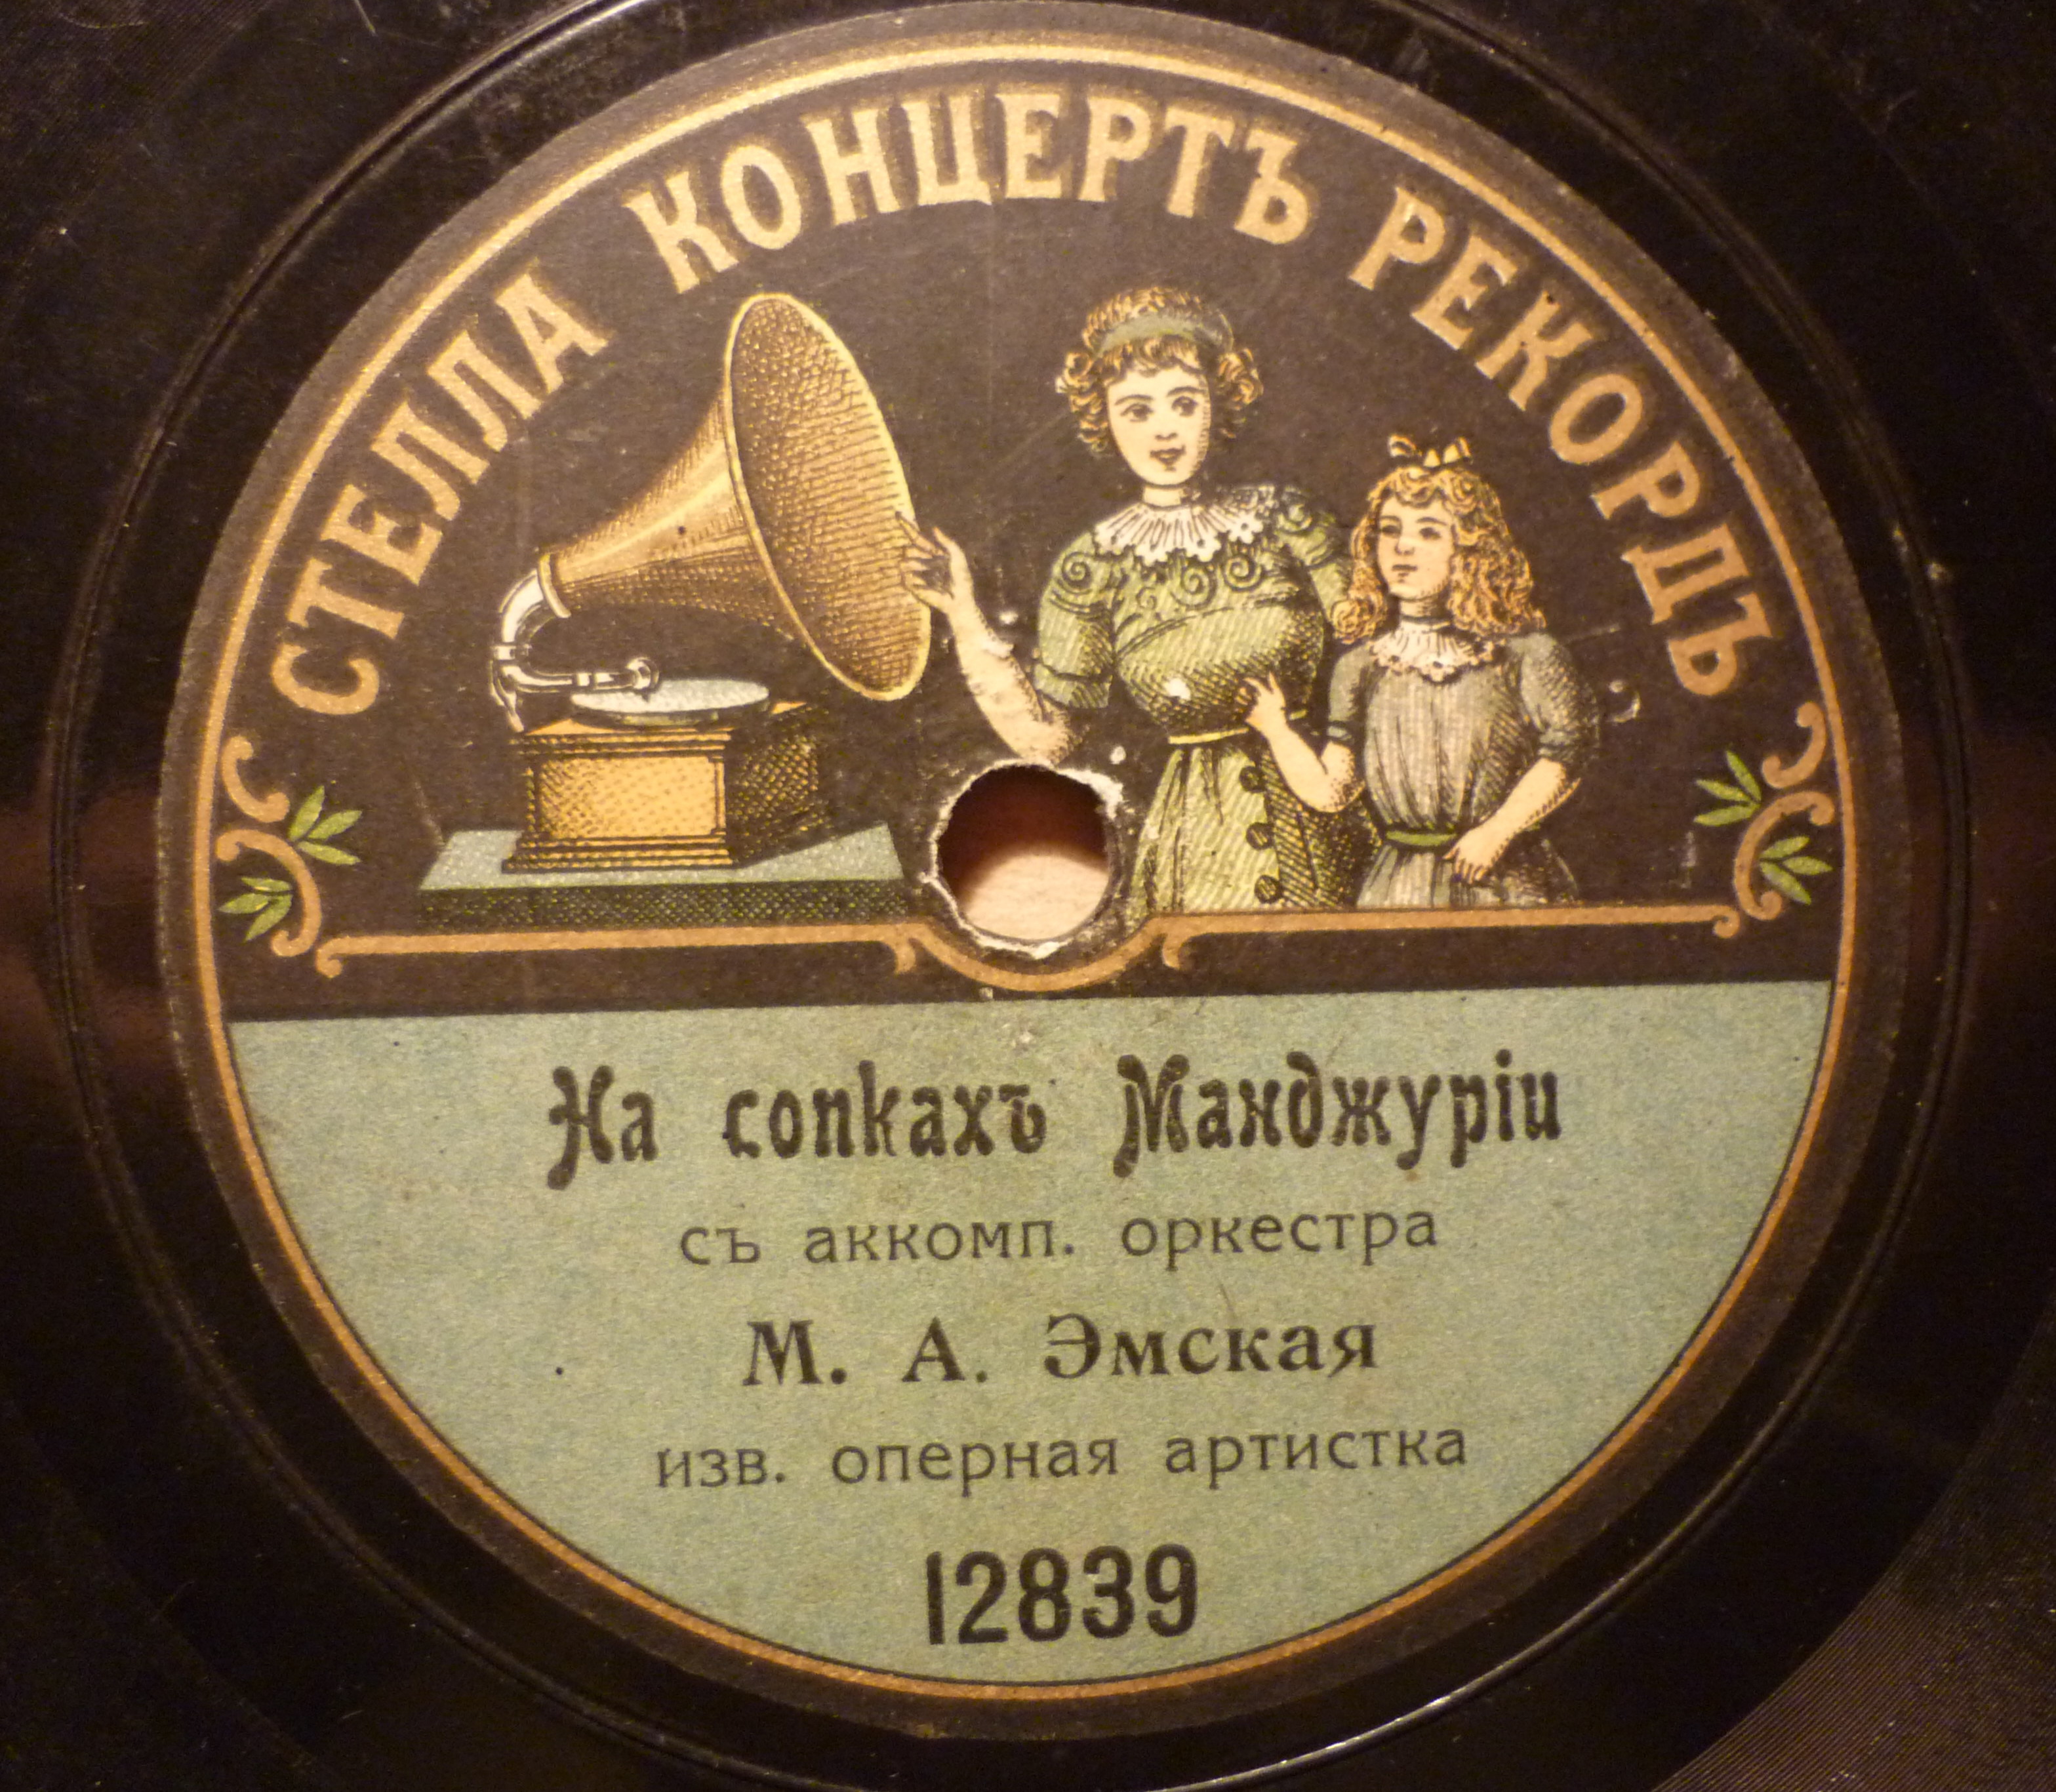 СТЕЛЛА КОНЦЕРТЪ РЕКОРДЪ
На сопкахъ Манджуріи
съ аккомп. оркестра
М. А. Эмская
изв. оперная артистка
12839